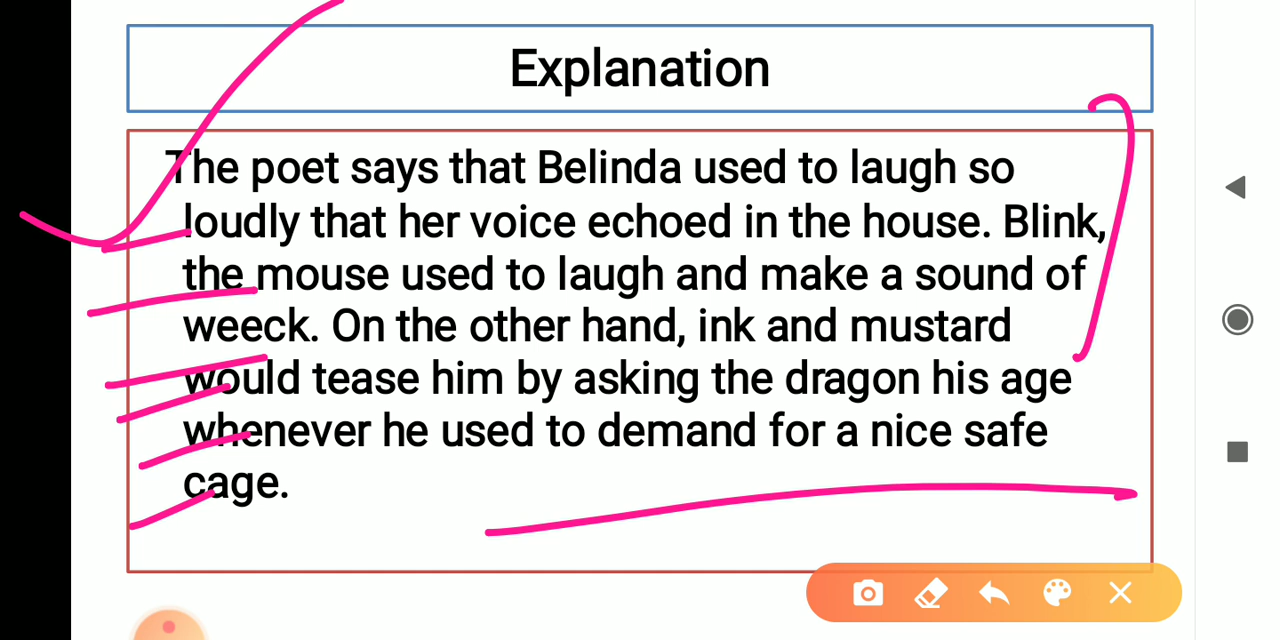 Explanation
The poet says that Belinda used to laugh so
loudly that her voice echoed in the house. Blink,
the mouse used to laugh and make a sound of
weeck. On the other hand, ink and mustard
would tease him by asking the dragon his age
whenever he used to demand for a nice safe
cage.